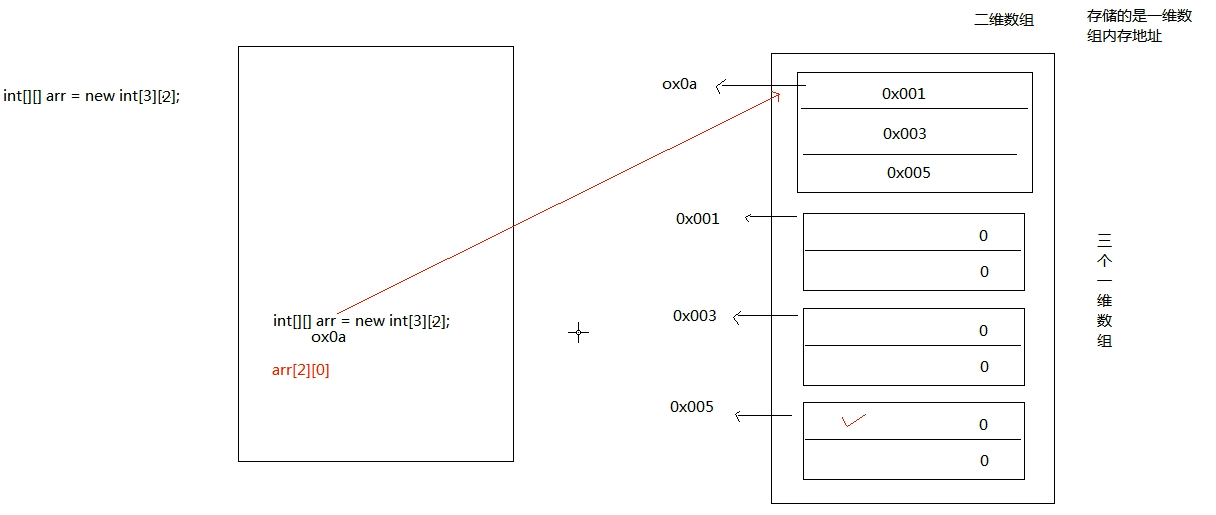 二维数组
存储的是一维数
组内存地址
int[][] arr = new int[3][2];
ox0a
0x001
0x003
0x005
0x001
0
0
三个一维数组
0x003
0
0
int[][] arr = new int[3][2];
ox0a
arr[2][0]
0x005
0
0